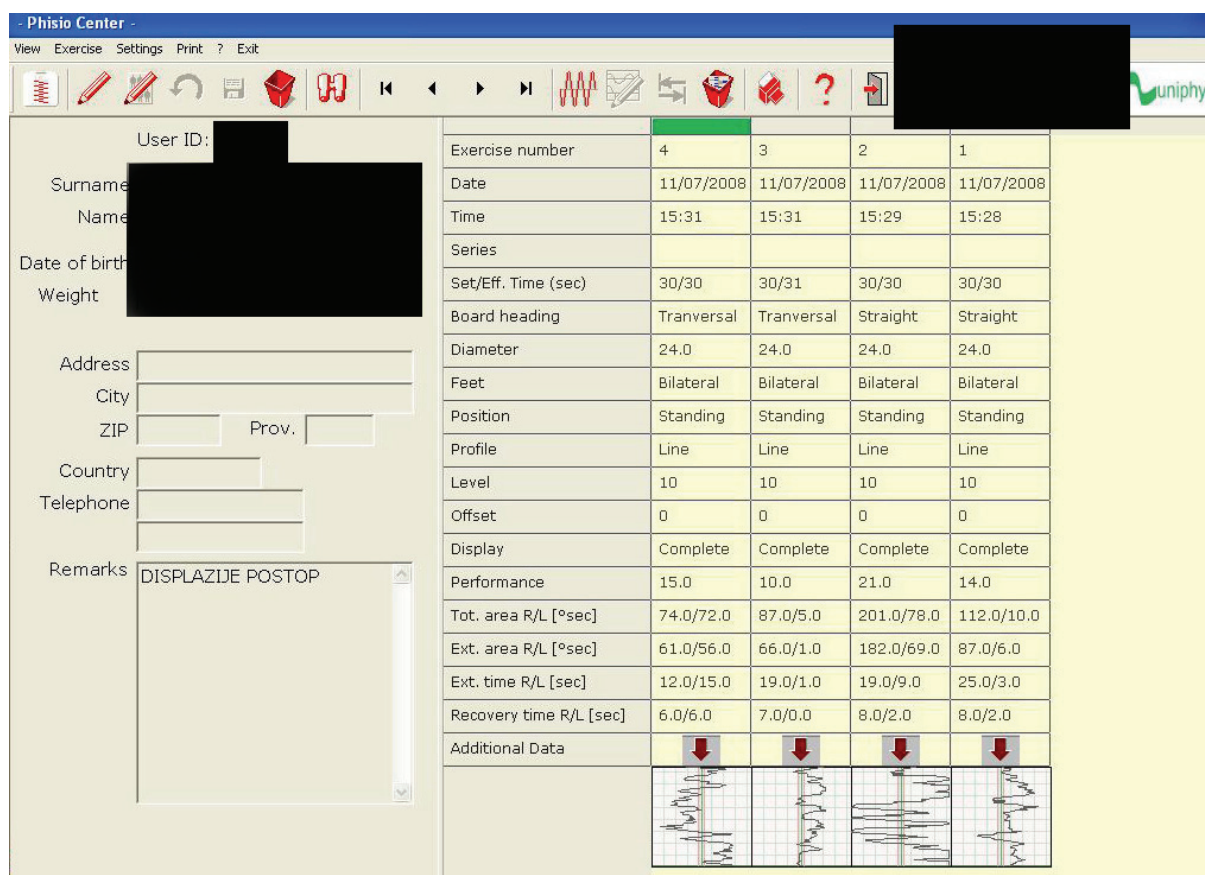 - Phisio Center -
View Exercise Settings Print ? Exit
uniphy
User ID:
Surname
Name
Date of birth
Weight
Address
City
ZIP Prov.
Country
Telephone
Remarks DISPLAZIJE POSTOP
Exercise number 4 3 2 1
Date 11/07/2008 11/07/2008 11/07/2008 11/07/2008
Time 15:31 15:31 15:29 15:28
Series
Set/Eff. Time (sec) 30/30 30/31 30/30 30/30
Board heading Tranversal Tranversal Straight Straight
Diameter 24.0 24.0 24.0 24.0
Feet Bilateral Bilateral Bilateral Bilateral
Position Standing Standing Standing Standing
Profile Line Line Line Line
Level 10 10 10 10
Offset 0 0 0 0
Display Complete Complete Complete Complete
Performance 15.0 10.0 21.0 14.0
Tot. area R/L [°sec] 74.0/72.0 87.0/5.0 201.0/78.0 112.0/10.0
Ext. area R/L [°sec] 61.0/56.0 66.0/1.0 182.0/69.0 87.0/6.0
Ext. time R/L [sec] 12.0/15.0 19.0/1.0 19.0/9.0 25.0/3.0
Recovery time R/L [sec] 6.0/6.0 7.0/0.0 8.0/2.0 8.0/2.0
Additional Data